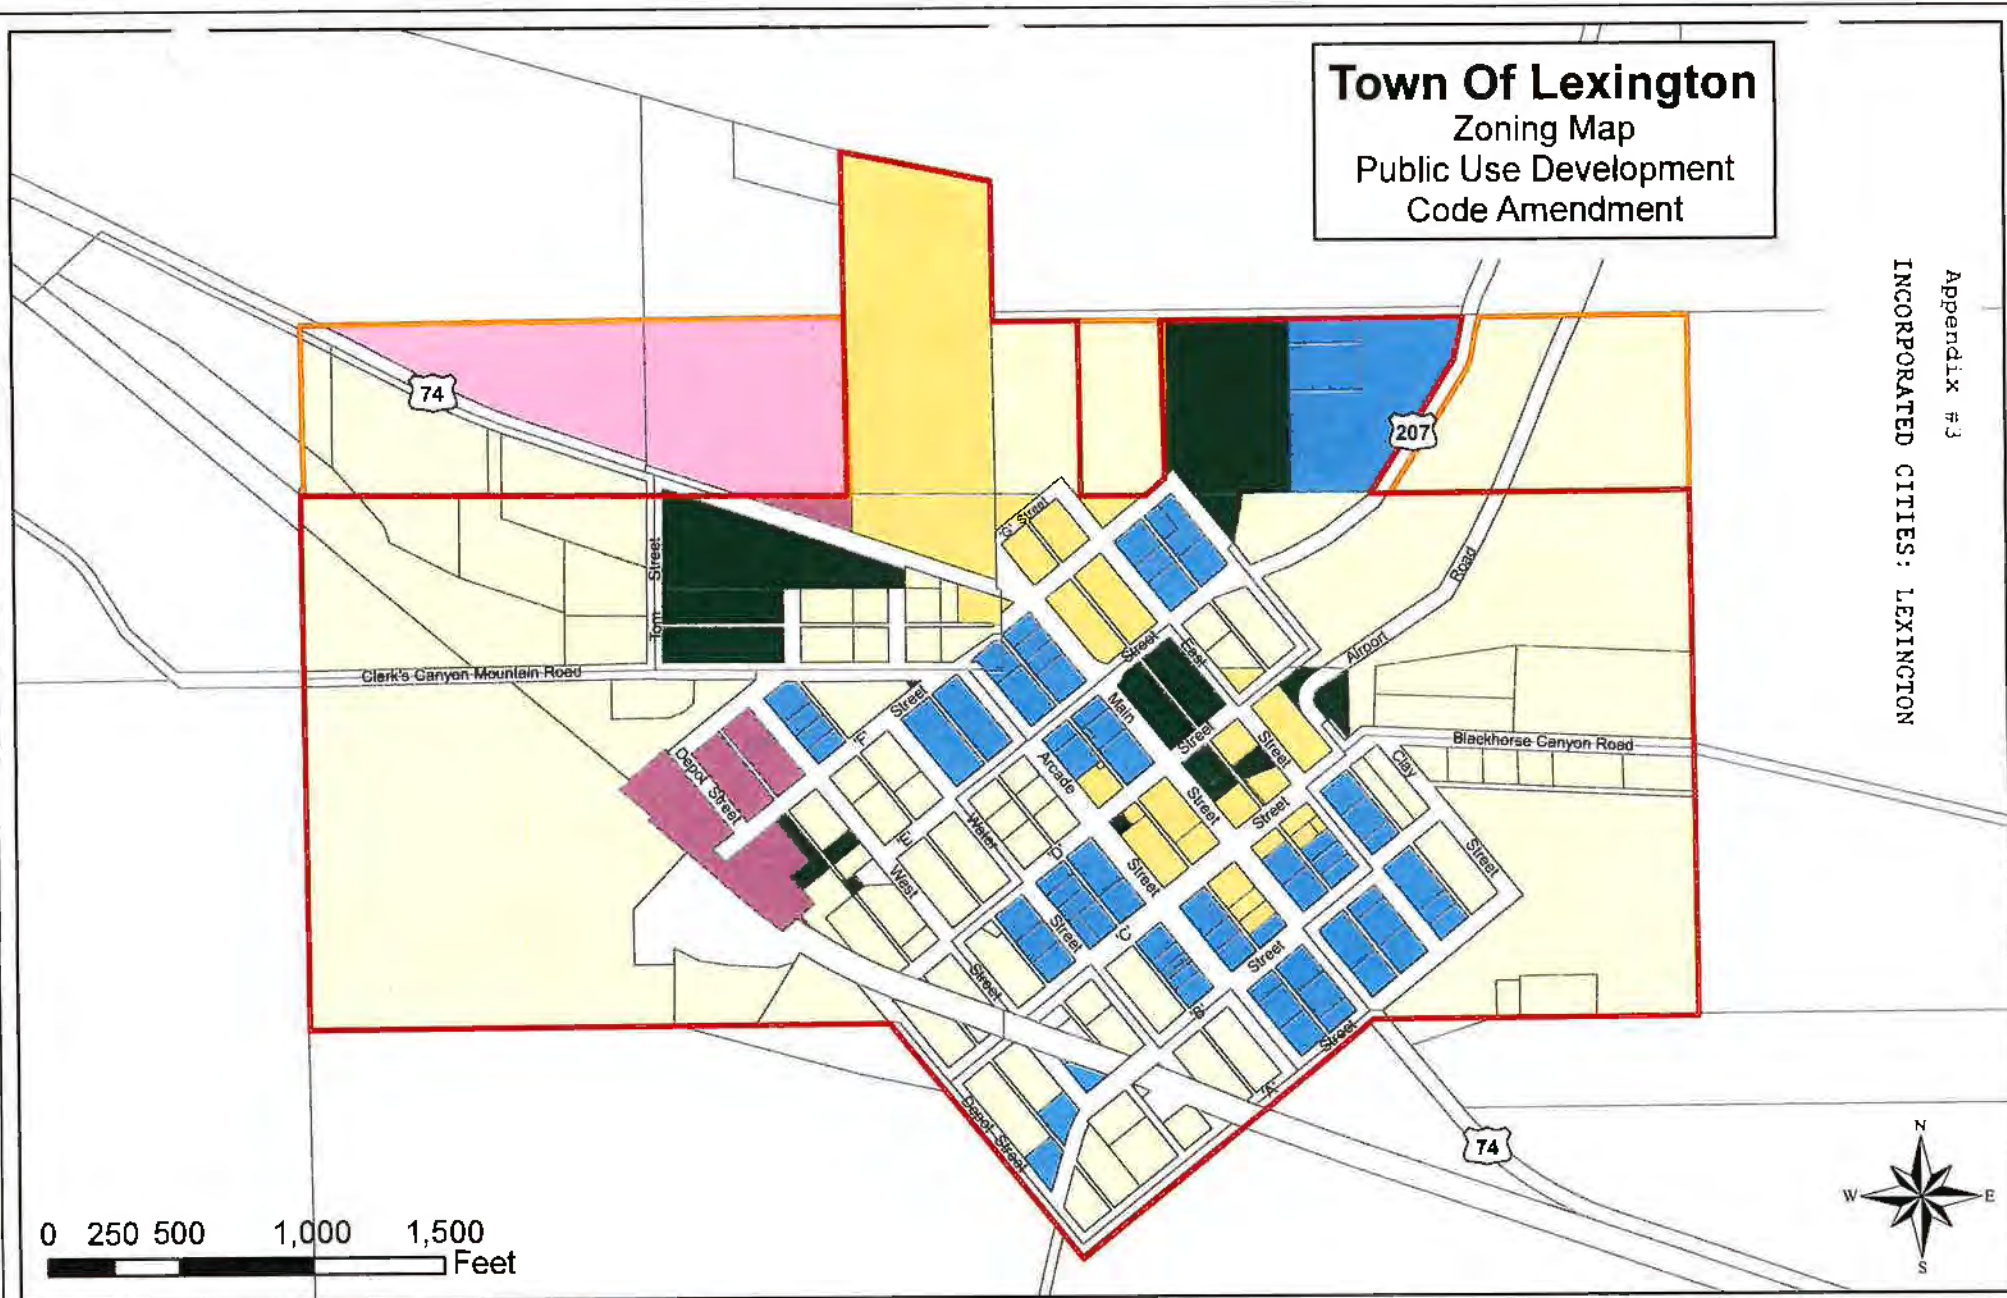 Town Of Lexington
Zoning Map
Public Use Development
Code Amendment
Appendix #3
INCORPORATED CITIES: LEXINGTON
74
207
'G' Street
Tom Street
Street
East
Road
Airport
Clerk's Canyon Mountain Road
Street
'F'
Main
Street
Street
Blackhorse Canyon Road
Clay
Street
Depot Street
Arcade
Street
Street
'E'
Water
West
'D'
Street
Street
'C'
Street
Street
'B'
Street
'A'
Depot Street
74
N
W
E
S
0 250 500 1,000 1,500
Feet